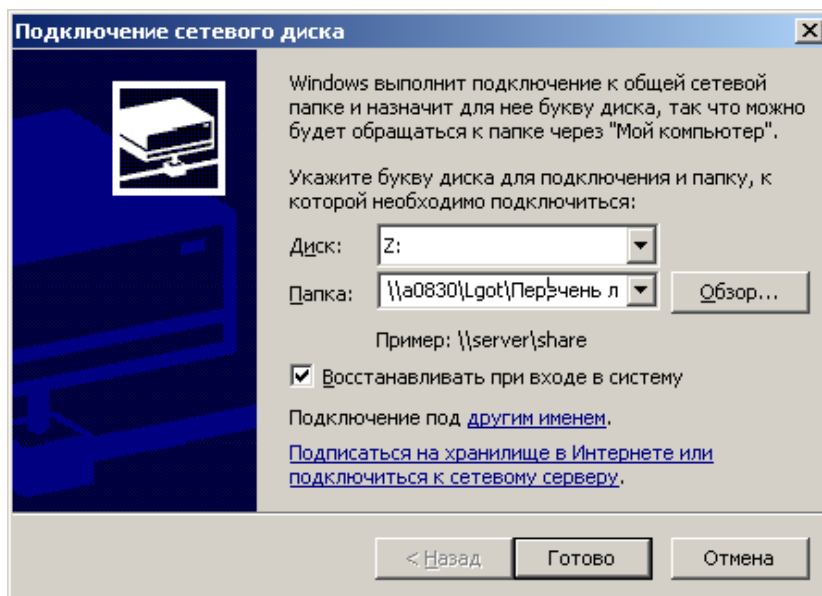 Подключение сетевого диска
Windows выполнит подключение к общей сетевой
папке и назначит для нее букву диска, так что можно
будет обращаться к папке через "Мой компьютер".
Укажите букву диска для подключения и папку, к
которой необходимо подключиться:
Диск: Z:
Папка: \\a0830\Lgot\Перечень л Обзор...
Пример: \\server\share
Восстанавливать при входе в систему
Подключение под другим именем.
Подписаться на хранилище в Интернете или
подключиться к сетевому серверу.
< Назад Готово Отмена